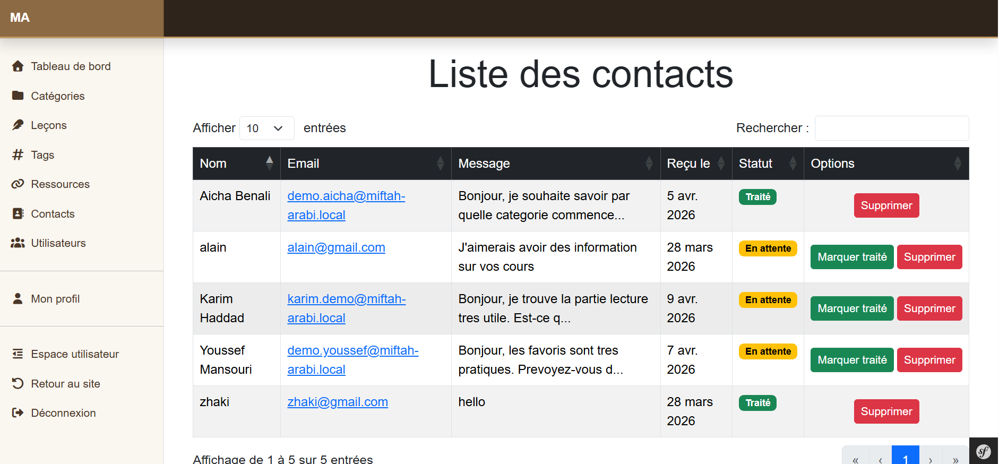 MA
Tableau de bord
Catégories
Leçons
Tags
Ressources
Contacts
Utilisateurs
Mon profil
Espace utilisateur
Retour au site
Déconnexion
Liste des contacts
Afficher 10 entrées
Rechercher :
Nom Email Message Reçu le Statut Options
Aicha Benali demo.aicha@miftah- Bonjour, je souhaite savoir par 5 avr. Traité Supprimer
arabi.local quelle categorie commence... 2026
alain alain@gmail.com J'aimerais avoir des information 28 mars En attente Marquer traité Supprimer
sur vos cours 2026
Karim karim.demo@miftah- Bonjour, je trouve la partie lecture 9 avr. En attente Marquer traité Supprimer
Haddad arabi.local tres utile. Est-ce q... 2026
Youssef demo.youssef@miftah- Bonjour, les favoris sont tres 7 avr. En attente Marquer traité Supprimer
Mansouri arabi.local pratiques. Prevoyez-vous d... 2026
zhaki zhaki@gmail.com hello 28 mars Traité Supprimer
2026
Affichage de 1 à 5 sur 5 entrées
« ‹ 1 › »
sf